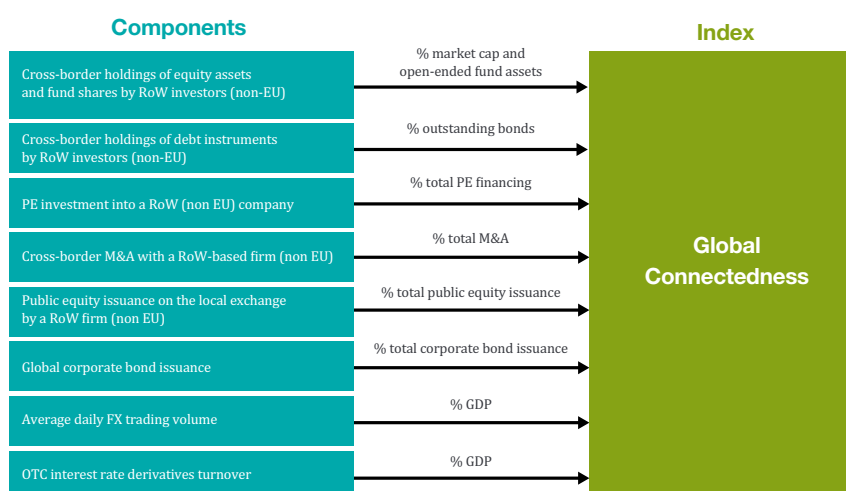 Components
Index
Cross-border holdings of equity assets
and fund shares by RoW investors (non-EU)
% market cap and
open-ended fund assets
Cross-border holdings of debt instruments
by RoW investors (non-EU)
% outstanding bonds
PE investment into a RoW (non EU) company
% total PE financing
Cross-border M&A with a RoW-based firm (non EU)
% total M&A
Public equity issuance on the local exchange
by a RoW firm (non EU)
% total public equity issuance
Global corporate bond issuance
% total corporate bond issuance
Average daily FX trading volume
% GDP
OTC interest rate derivatives turnover
% GDP
Global
Connectedness